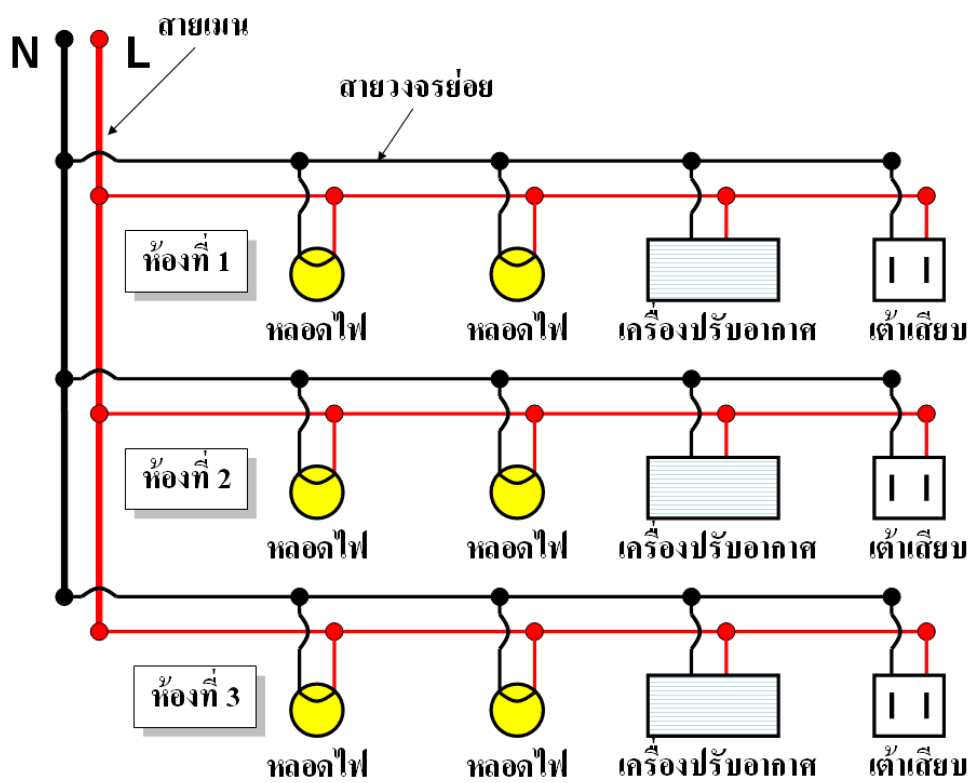 สายเมน
N L
สายวงจรย่อย
ห้องที่ 1
หลอดไฟ หลอดไฟ เครื่องปรับอากาศ เต้าเสียบ
ห้องที่ 2
หลอดไฟ หลอดไฟ เครื่องปรับอากาศ เต้าเสียบ
ห้องที่ 3
หลอดไฟ หลอดไฟ เครื่องปรับอากาศ เต้าเสียบ